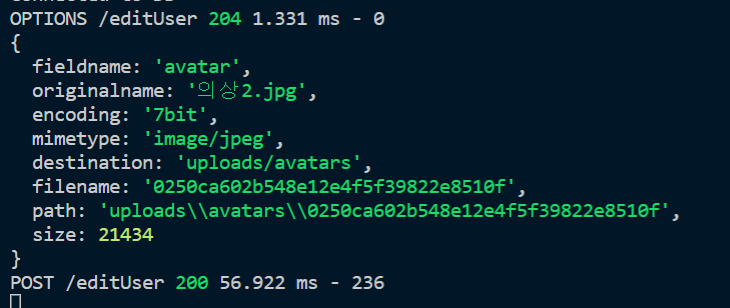 OPTIONS /editUser 204 1.331 ms - 0
{
  fieldname: 'avatar',
  originalname: '의상2.jpg',
  encoding: '7bit',
  mimetype: 'image/jpeg',
  destination: 'uploads/avatars',
  filename: '0250ca602b548e12e4f5f39822e8510f',
  path: 'uploads\\avatars\\0250ca602b548e12e4f5f39822e8510f',
  size: 21434
}
POST /editUser 200 56.922 ms - 236